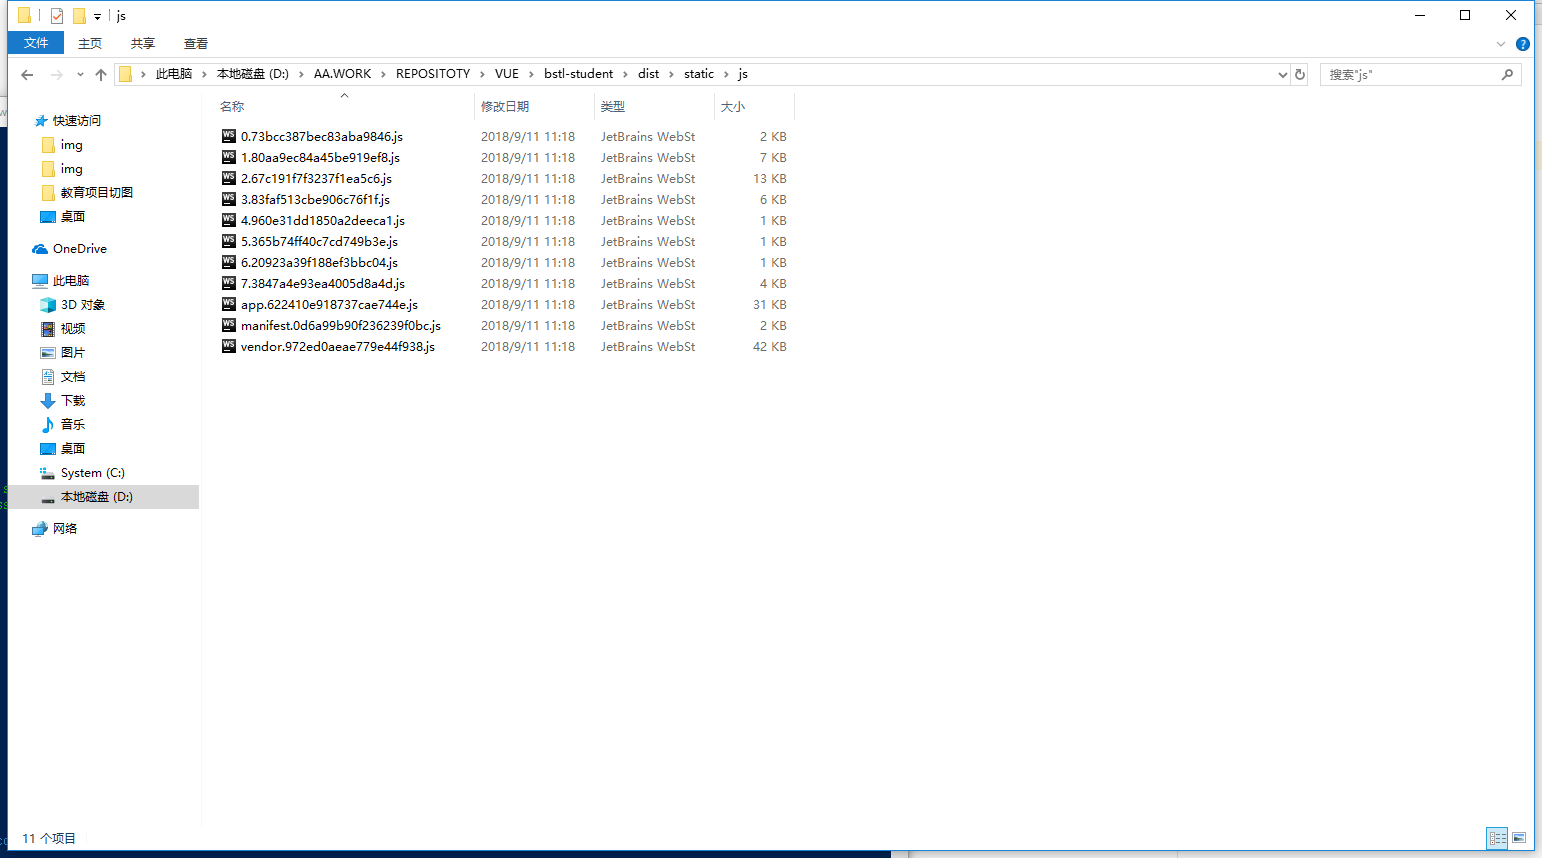 js
文件 主页 共享 查看
此电脑 本地磁盘 (D:) AA.WORK REPOSITOTY VUE bstl-student dist static js 搜索"js"
名称 修改日期 类型 大小
快速访问
img
img
教育项目切图
桌面
OneDrive
此电脑
3D 对象
视频
图片
文档
下载
音乐
桌面
System (C:)
本地磁盘 (D:)
网络
0.73bcc387bec83aba9846.js 2018/9/11 11:18 JetBrains WebSt 2 KB
1.80aa9ec84a45be919ef8.js 2018/9/11 11:18 JetBrains WebSt 7 KB
2.67c191f7f3237f1ea5c6.js 2018/9/11 11:18 JetBrains WebSt 13 KB
3.83faf513cbe906c76f1f.js 2018/9/11 11:18 JetBrains WebSt 6 KB
4.960e31dd1850a2deeca1.js 2018/9/11 11:18 JetBrains WebSt 1 KB
5.365b74ff40c7cd749b3e.js 2018/9/11 11:18 JetBrains WebSt 1 KB
6.20923a39f188ef3bbc04.js 2018/9/11 11:18 JetBrains WebSt 1 KB
7.3847a4e93ea4005d8a4d.js 2018/9/11 11:18 JetBrains WebSt 4 KB
app.622410e918737cae744e.js 2018/9/11 11:18 JetBrains WebSt 31 KB
manifest.0d6a99b90f236239f0bc.js 2018/9/11 11:18 JetBrains WebSt 2 KB
vendor.972ed0aeae779e44f938.js 2018/9/11 11:18 JetBrains WebSt 42 KB
11 个项目